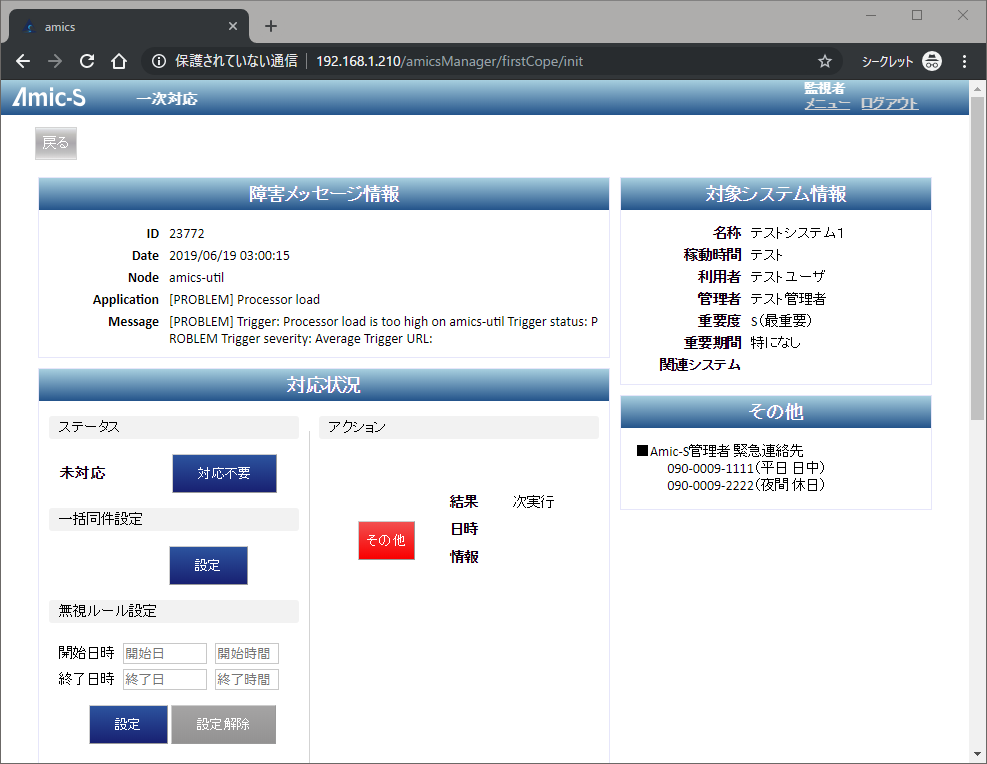 amics
保護されていない通信 192.168.1.210/amicsManager/firstCope/init シークレット
Amic-S 一次対応 監視者
メニュー ログアウト
戻る
障害メッセージ情報
ID 23772
Date 2019/06/19 03:00:15
Node amics-util
Application [PROBLEM] Processor load
Message [PROBLEM] Trigger: Processor load is too high on amics-util Trigger status: P
ROBLEM Trigger severity: Average Trigger URL:
対象システム情報
名称 テストシステム1
稼動時間 テスト
利用者 テストユーザ
管理者 テスト管理者
重要度 S(最重要)
重要期間 特になし
関連システム
対応状況
ステータス
未対応 対応不要
一括同件設定
設定
無視ルール設定
開始日時 開始日 開始時間
終了日時 終了日 終了時間
設定 設定解除
アクション
その他
結果 次実行
日時
情報
その他
■Amic-S管理者 緊急連絡先
090-0009-1111(平日 日中)
090-0009-2222(夜間 休日)